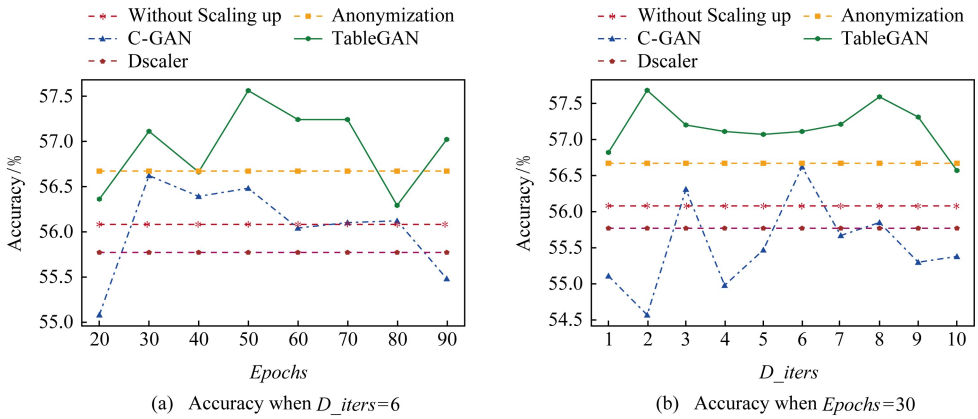 Without Scaling up
Anonymization
C-GAN
TableGAN
Dscaler
57.5
57.0
56.5
56.0
55.5
55.0
Accuracy/%
20 30 40 50 60 70 80 90
Epochs
(a) Accuracy when D_iters=6
Without Scaling up
Anonymization
C-GAN
TableGAN
Dscaler
57.5
57.0
56.5
56.0
55.5
55.0
54.5
Accuracy/%
1 2 3 4 5 6 7 8 9 10
D_iters
(b) Accuracy when Epochs=30